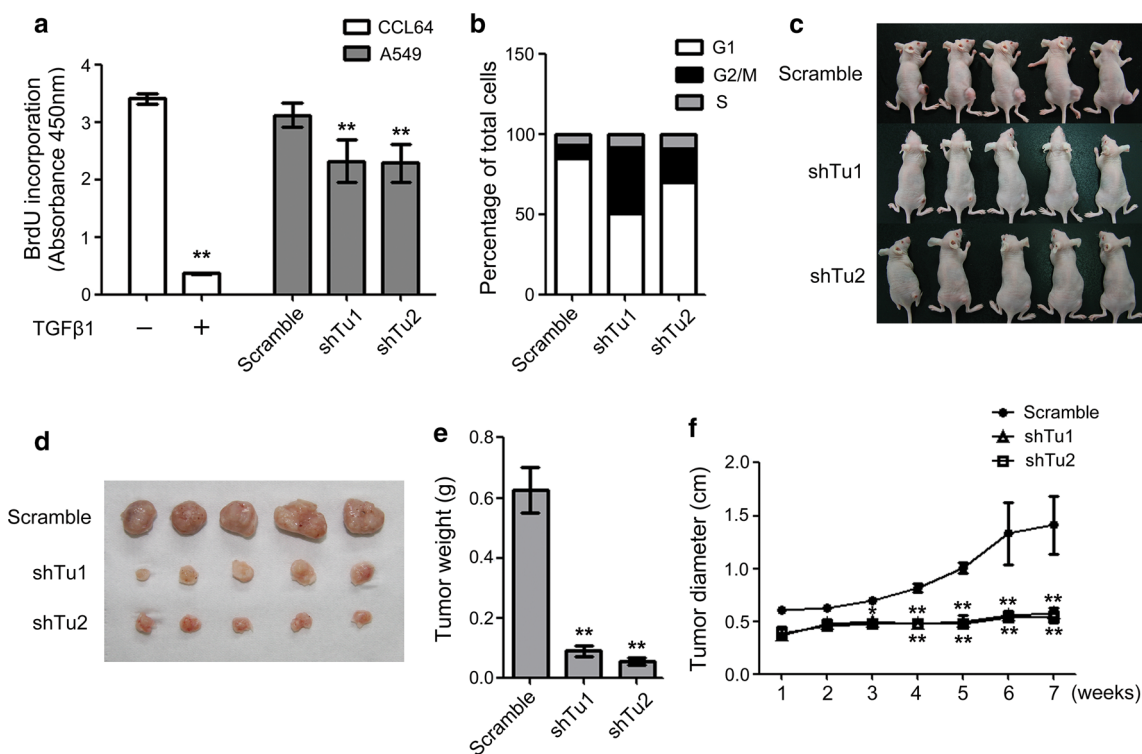 a
CCL64
A549
BrdU incorporation
(Absorbance 450nm)
4
3
2
1
0
**
**
**
TGFβ1
−
+
Scramble
shTu1
shTu2
b
G1
G2/M
S
Percentage of total cells
150
100
50
0
Scramble
shTu1
shTu2
c
Scramble
shTu1
shTu2
d
Scramble
shTu1
shTu2
e
Tumor weight (g)
0.8
0.6
0.4
0.2
0.0
**
**
Scramble
shTu1
shTu2
f
Scramble
shTu1
shTu2
Tumor diameter (cm)
2.0
1.5
1.0
0.5
0.0
* ** ** ** **
** ** ** **
1 2 3 4 5 6 7 (weeks)